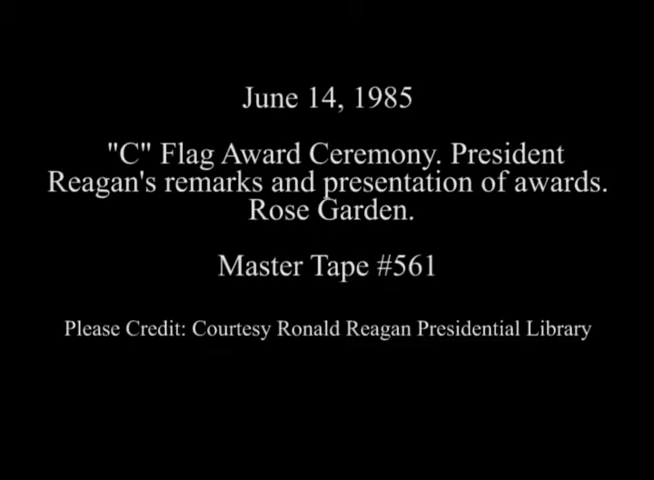 June 14, 1985
"C" Flag Award Ceremony. President
Reagan's remarks and presentation of awards.
Rose Garden.
Master Tape #561
Please Credit: Courtesy Ronald Reagan Presidential Library